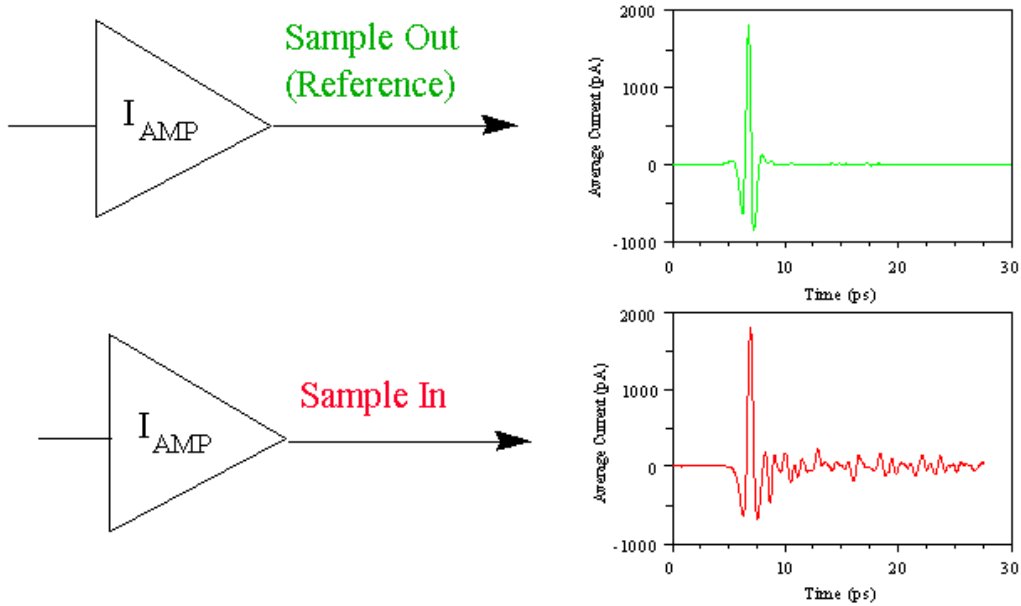 Sample Out
(Reference)
I AMP
Average Current (pA)
2000
1000
0
-1000
0 10 20 30
Time (ps)
Sample In
I AMP
Average Current (pA)
2000
1000
0
-1000
0 10 20 30
Time (ps)